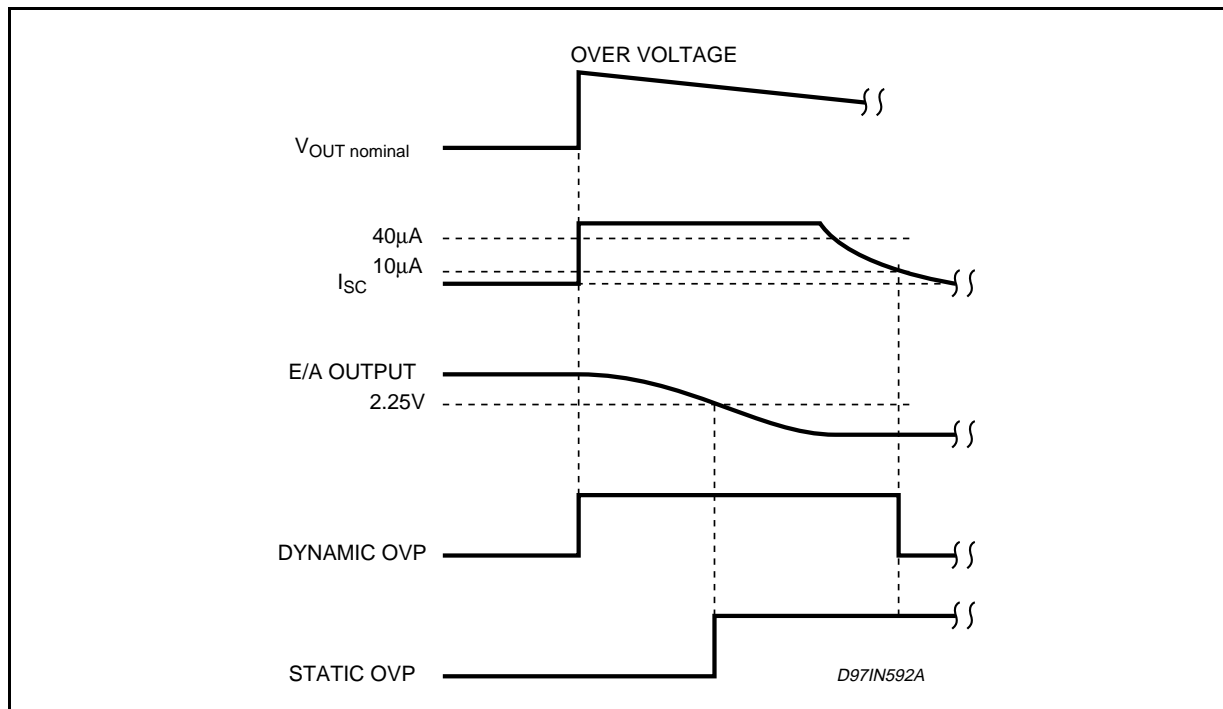 OVER VOLTAGE
VOUT nominal
40µA
10µA
ISC
E/A OUTPUT
2.25V
DYNAMIC OVP
STATIC OVP
D97IN592A